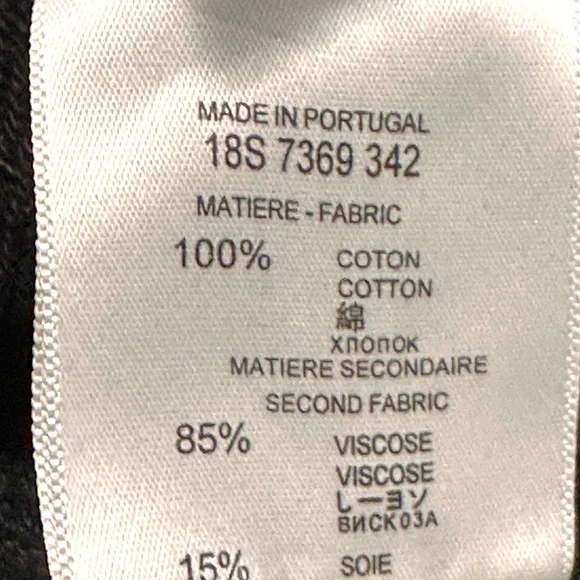 MADE IN PORTUGAL
18S 7369 342
MATIERE - FABRIC
100% COTON
COTTON
綿
хлопок
MATIERE SECONDAIRE
SECOND FABRIC
85% VISCOSE
VISCOSE
レーヨン
ВИСКОЗА
15% SOIE